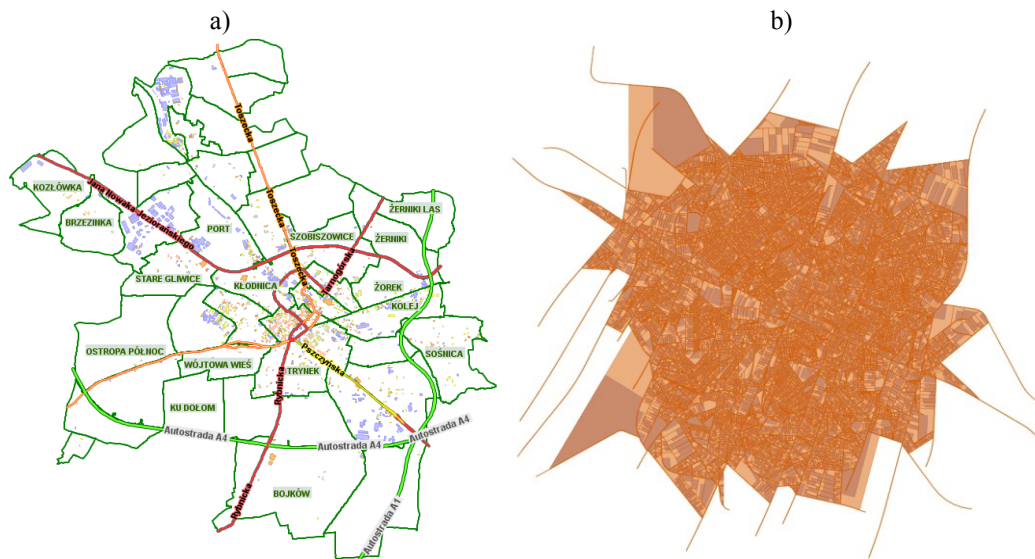 a)
b)
Toszecka
KOZŁÓWKA
Jana Nowaka-Jeziorańskiego
BRZEZINKA
Toszecka
ŻERNIKI LAS
PORT
SZOBISZOWICE
ŻERNIKI
Toszecka
Tarnogórska
STARE GLIWICE
KŁODNICA
ŻOREK
KOLEJ
OSTROPA PÓŁNOC
SOŚNICA
WÓJTOWA WIEŚ
Pszczyńska
TRYNEK
Rybnicka
KU DOŁOM
Autostrada A4
Autostrada A4
Autostrada A4
BOJKÓW
Rybnicka
Autostrada A1